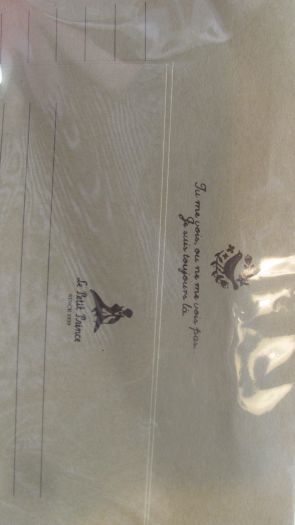 Tu me vois, ou ne me vois pas.
Je suis toujours là.
Le Petit Prince